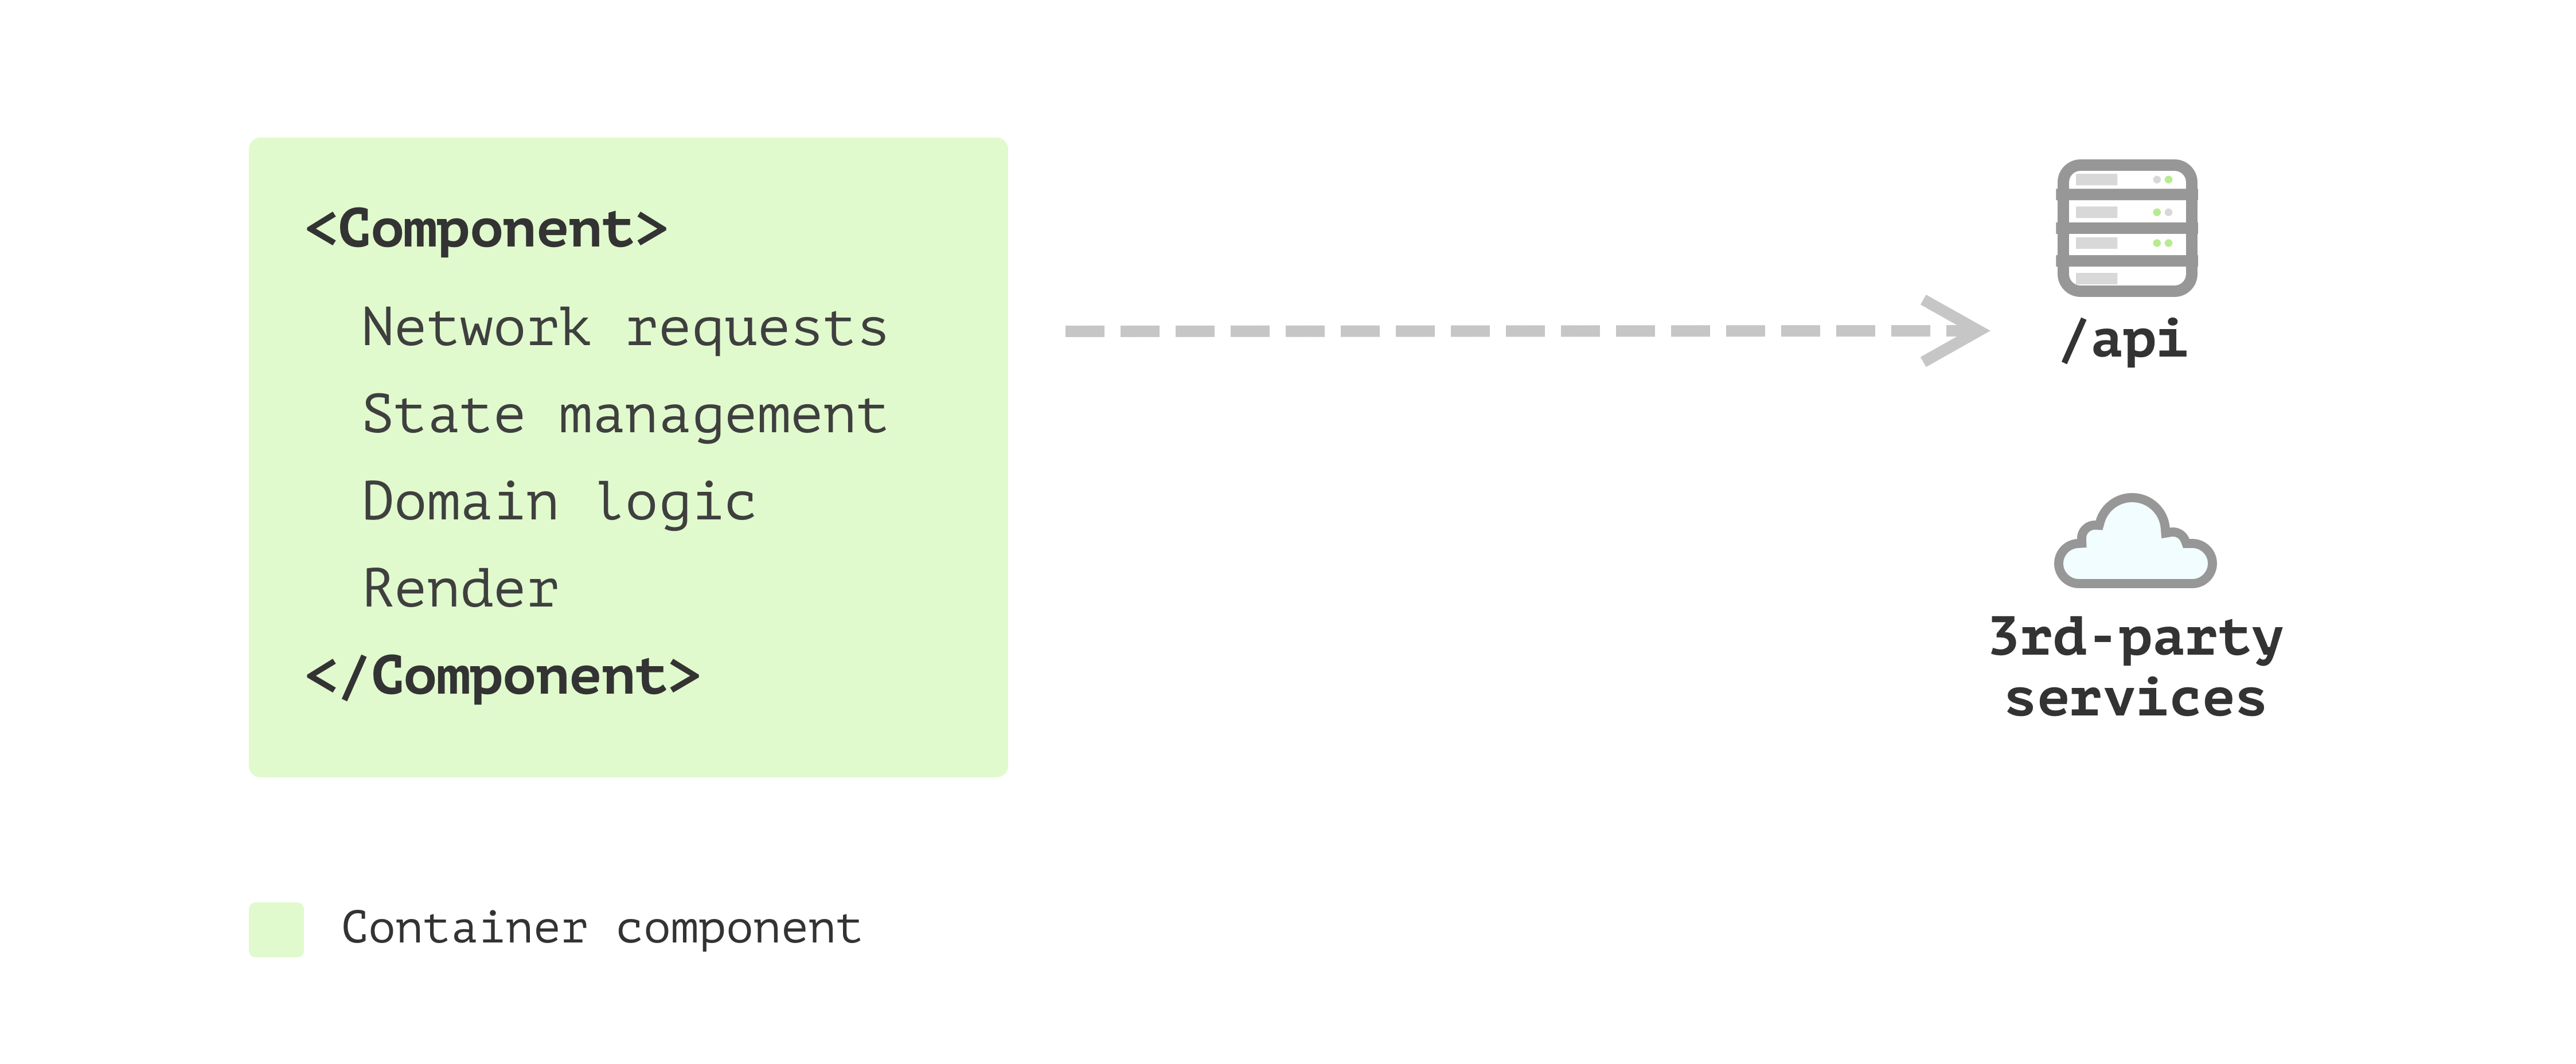 <Component>
Network requests
State management
Domain logic
Render
</Component>
/api
3rd-party
services
Container component